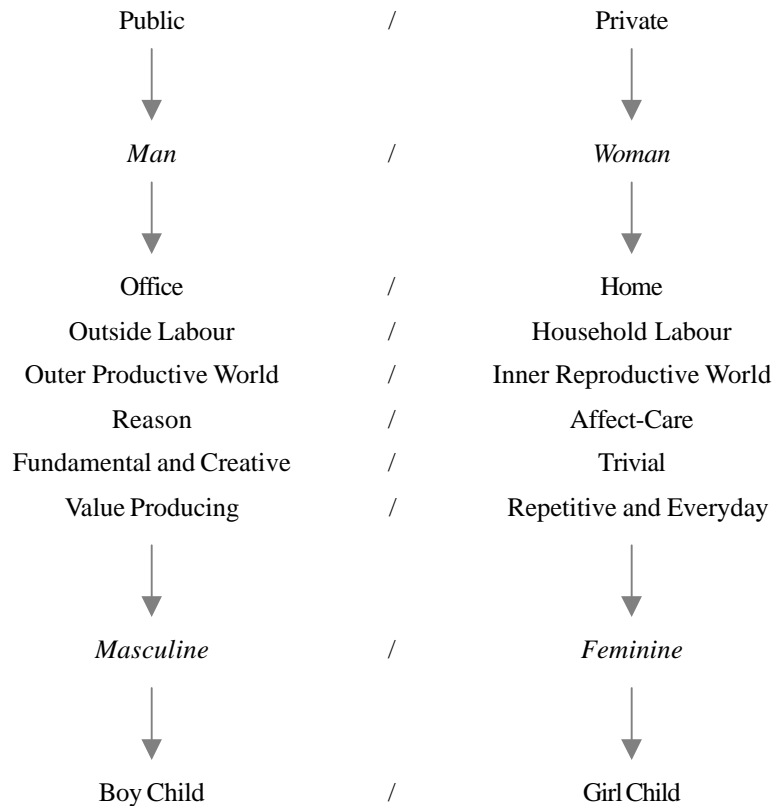 Public / Private
Man / Woman
Office / Home
Outside Labour / Household Labour
Outer Productive World / Inner Reproductive World
Reason / Affect-Care
Fundamental and Creative / Trivial
Value Producing / Repetitive and Everyday
Masculine / Feminine
Boy Child / Girl Child